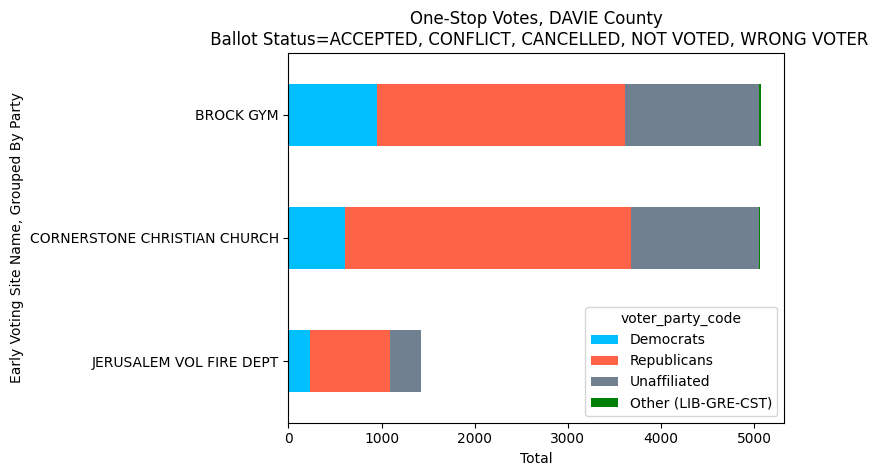 One-Stop Votes, DAVIE County
Ballot Status=ACCEPTED, CONFLICT, CANCELLED, NOT VOTED, WRONG VOTER
Early Voting Site Name, Grouped By Party
BROCK GYM
CORNERSTONE CHRISTIAN CHURCH
JERUSALEM VOL FIRE DEPT
voter_party_code
Democrats
Republicans
Unaffiliated
Other (LIB-GRE-CST)
0 1000 2000 3000 4000 5000
Total